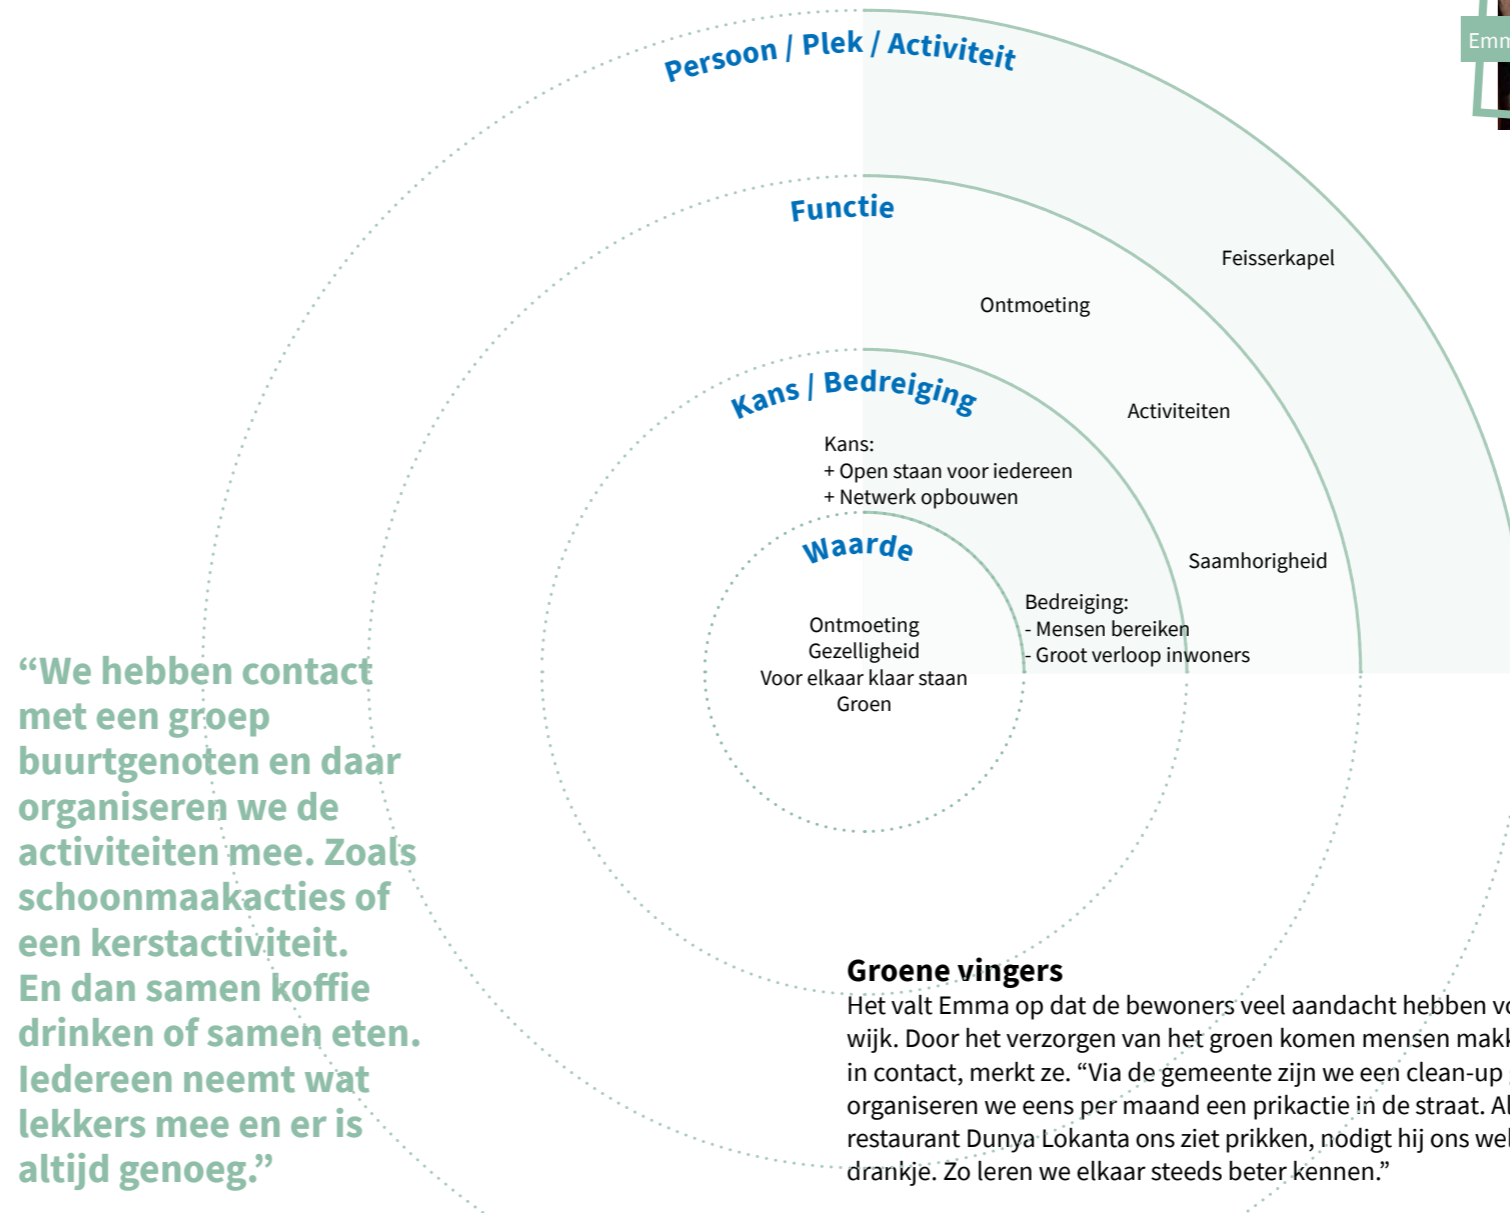 Persoon / Plek / Activiteit
Functie
Feisserkapel
Ontmoeting
Kans / Bedreiging
Activiteiten
Kans:
+ Open staan voor iedereen
+ Netwerk opbouwen
Waarde
Saamhorigheid
Bedreiging:
- Mensen bereiken
- Groot verloop inwoners
Ontmoeting
Gezelligheid
Voor elkaar klaar staan
Groen
“We hebben contact
met een groep
buurtgenoten en daar
organiseren we de
activiteiten mee. Zoals
schoonmaakacties of
een kerstactiviteit.
En dan samen koffie
drinken of samen eten.
Iedereen neemt wat
lekkers mee en er is
altijd genoeg.”
Groene vingers
Het valt Emma op dat de bewoners veel aandacht hebben
wijk. Door het verzorgen van het groen komen mensen
in contact, merkt ze. “Via de gemeente zijn we een clean-up
organiseren we eens per maand een prikactie in de straat.
restaurant Dunya Lokanta ons ziet prikken, nodigt hij ons
drankje. Zo leren we elkaar steeds beter kennen.”